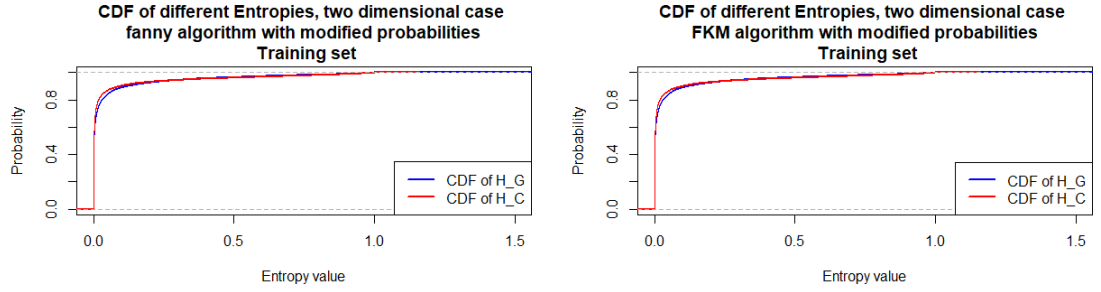 CDF of different Entropies, two dimensional case
fanny algorithm with modified probabilities
Training set
Probability
0.8
0.4
0.0
CDF of H_G
CDF of H_C
0.0 0.5 1.0 1.5
Entropy value
CDF of different Entropies, two dimensional case
FKM algorithm with modified probabilities
Training set
Probability
0.8
0.4
0.0
CDF of H_G
CDF of H_C
0.0 0.5 1.0 1.5
Entropy value